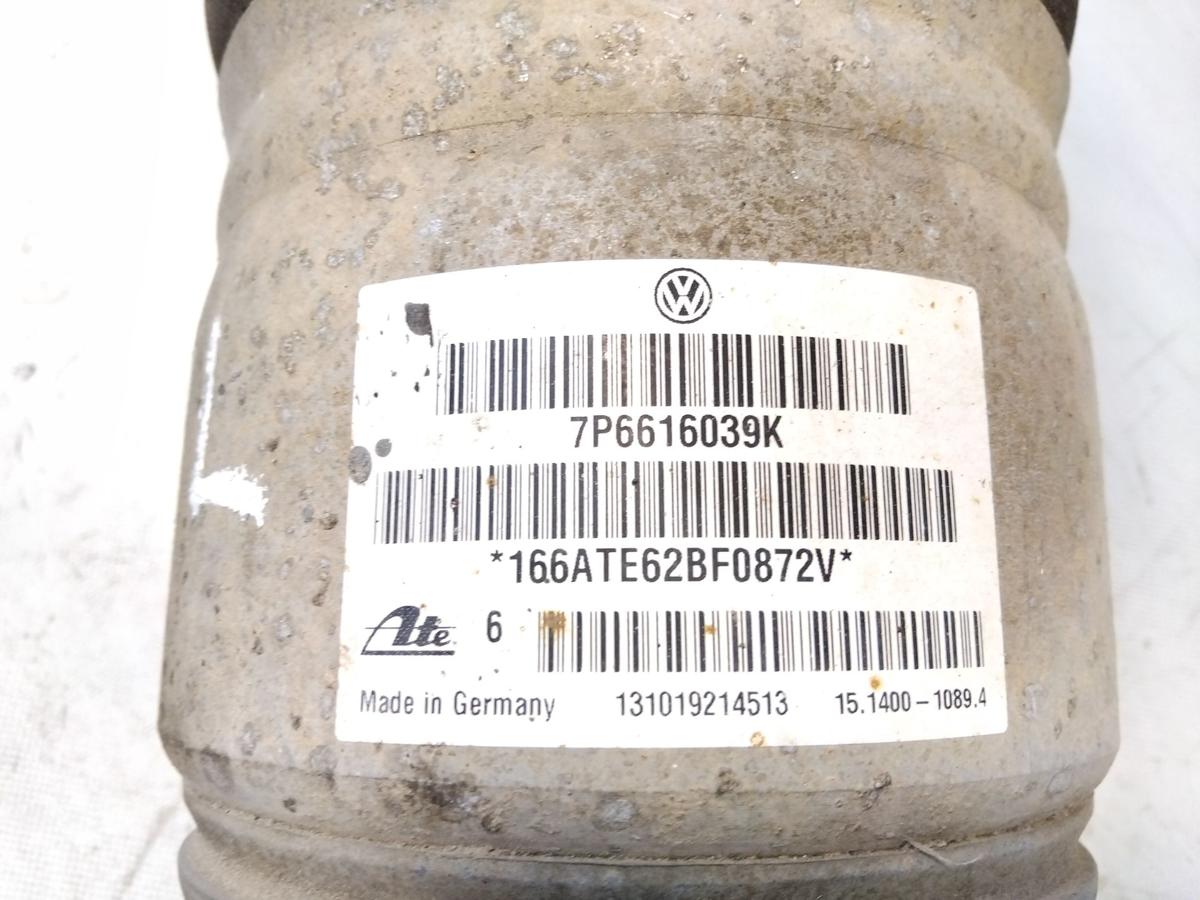 7P6616039K
*166ATE62BF0872V*
Ate 6
Made in Germany 131019214513 15.1400-1089.4